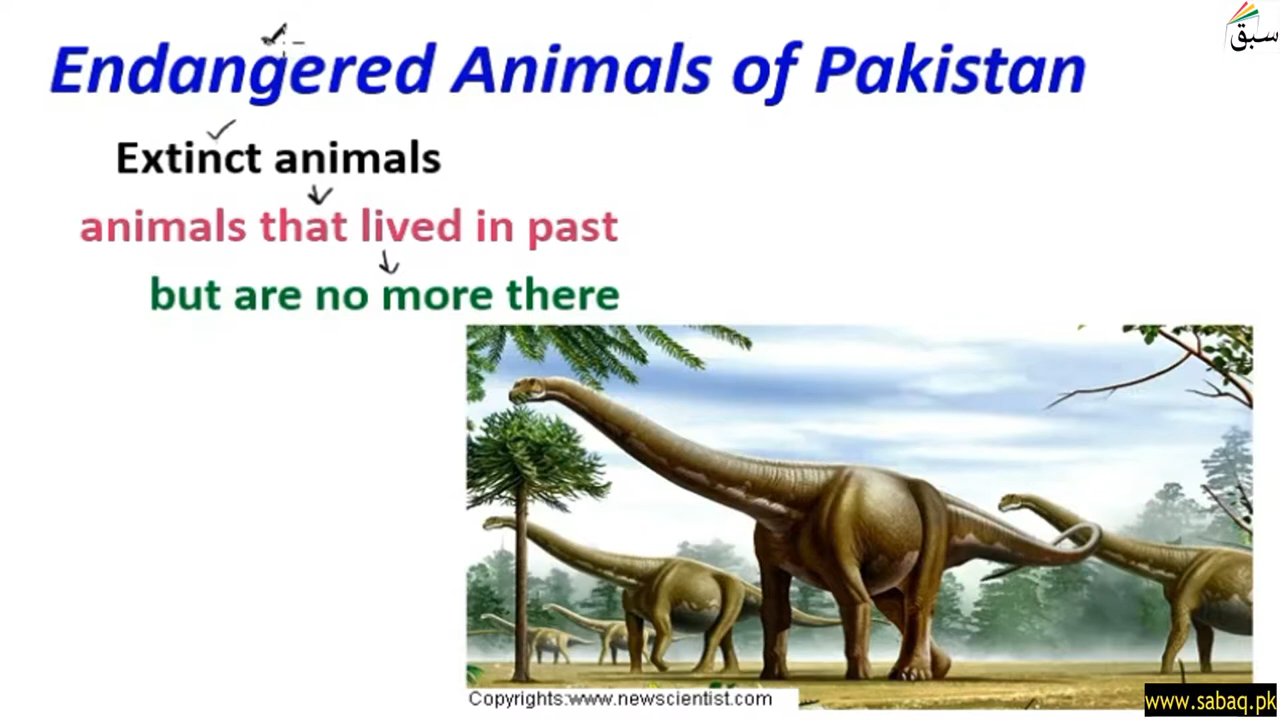 سبق
Endangered Animals of Pakistan
Extinct animals
animals that lived in past
but are no more there
Copyrights:www.newscientist.com
www.sabaq.pk